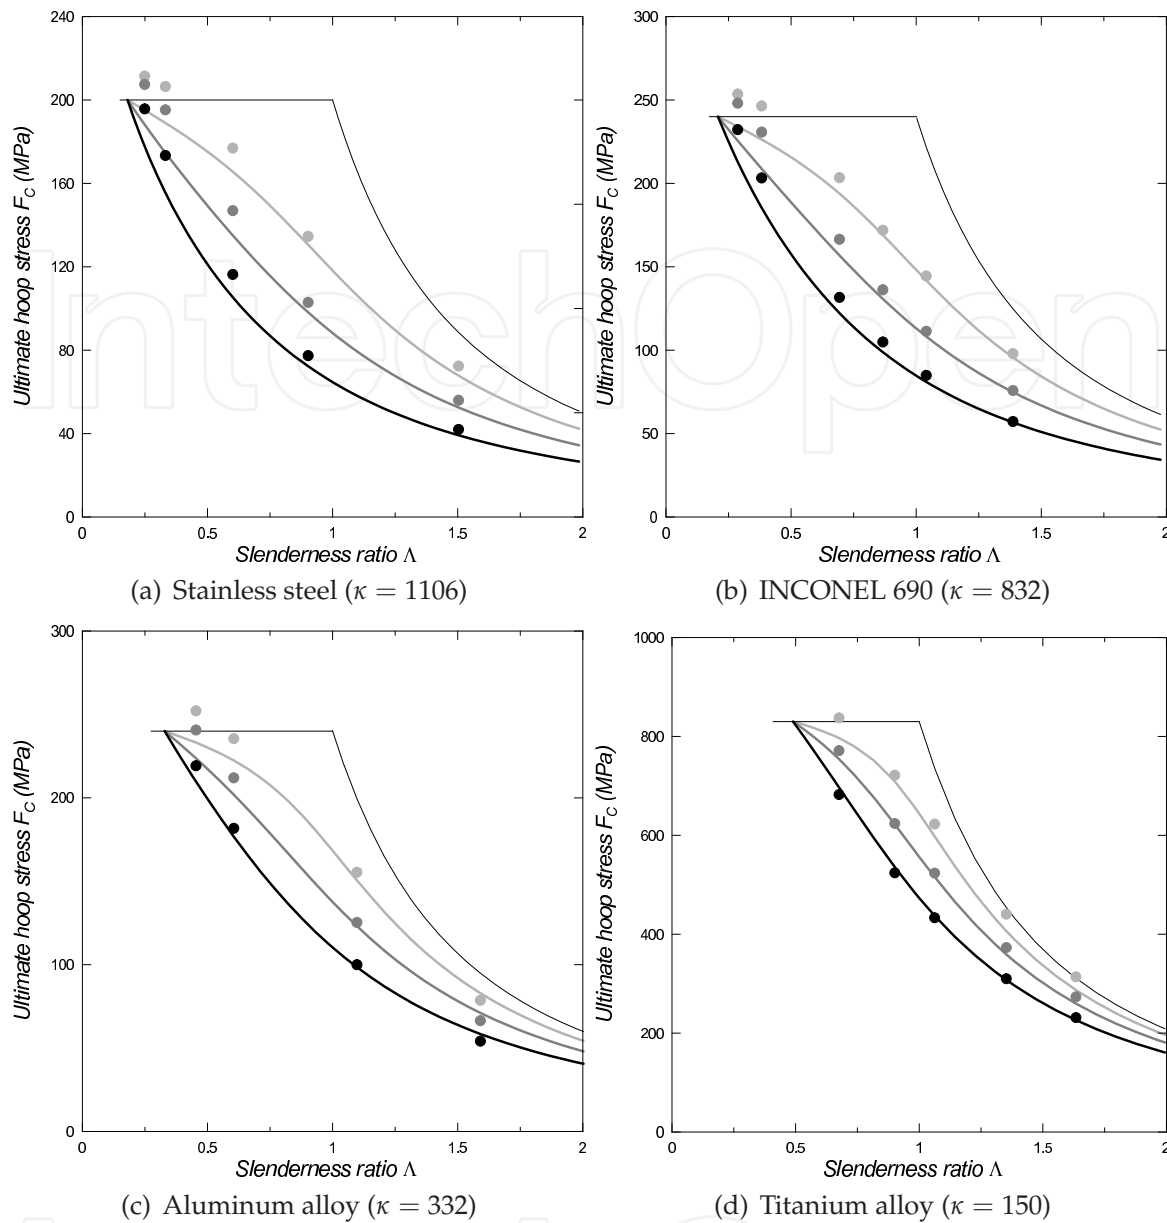 240
200
160
120
80
40
0
Ultimate hoop stress F_C (MPa)
0 0.5 1 1.5 2
Slenderness ratio Λ
(a) Stainless steel (κ = 1106)
300
250
200
150
100
50
0
Ultimate hoop stress F_C (MPa)
0 0.5 1 1.5 2
Slenderness ratio Λ
(b) INCONEL 690 (κ = 832)
300
200
100
0
Ultimate hoop stress F_C (MPa)
0 0.5 1 1.5 2
Slenderness ratio Λ
(c) Aluminum alloy (κ = 332)
1000
800
600
400
200
0
Ultimate hoop stress F_C (MPa)
0 0.5 1 1.5 2
Slenderness ratio Λ
(d) Titanium alloy (κ = 150)
IntechOpen